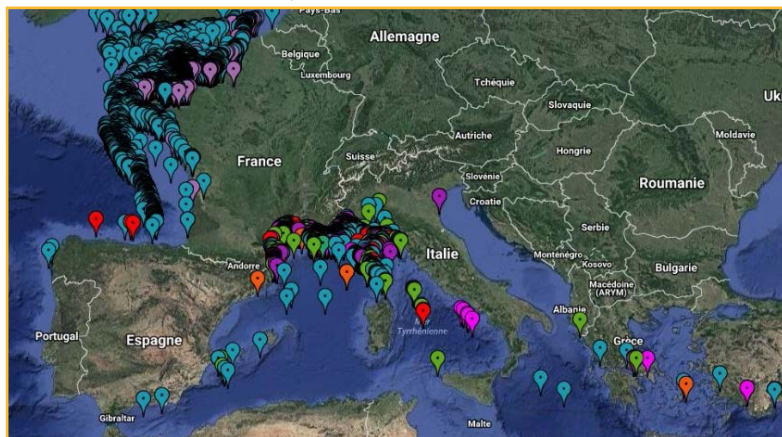 Pays-Bas
Allemagne
Belgique
Luxembourg
Tchéquie
Slovaquie
Ukr
Moldavie
Autriche
France
Suisse
Hongrie
Slovénie
Roumanie
Croatie
Serbie
Italie
Andorre
Monténégro
Kosovo
Bulgarie
Macédoine
(ARYM)
Albanie
Portugal
Espagne
Tyrrhénienne
Grèce
Gibraltar
Malte